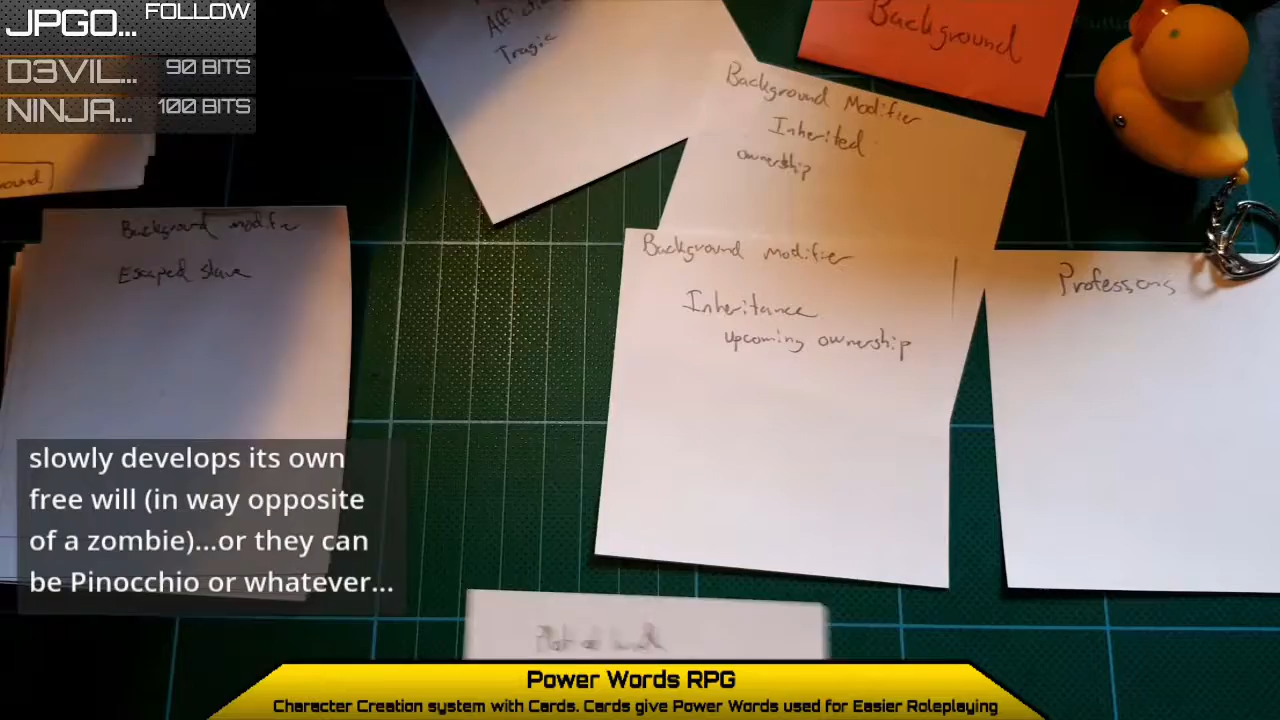 JPGO... FOLLOW
D3VIL... 90 BITS
NINJA... 100 BITS
Tragic
Background
Background Modifier
Inherited
ownership
Background modifier
Escaped slave
Background modifier
Inheritance
upcoming ownership
Professons
slowly develops its own
free will (in way opposite
of a zombie)...or they can
be Pinocchio or whatever...
Power Words RPG
Character Creation system with Cards. Cards give Power Words used for Easier Roleplaying